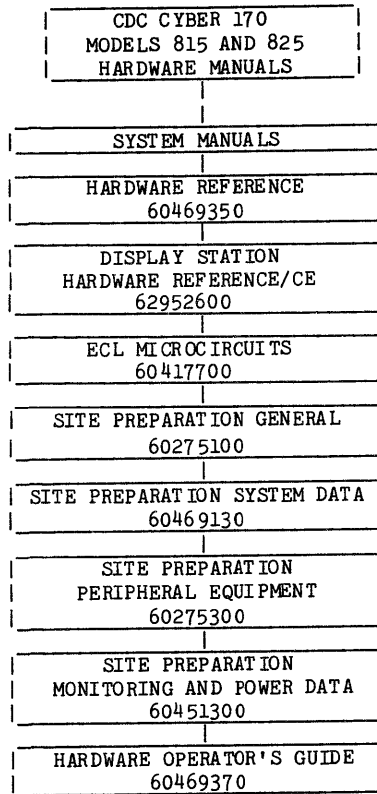 CDC CYBER 170
MODELS 815 AND 825
HARDWARE MANUALS
SYSTEM MANUALS
HARDWARE REFERENCE
60469350
DISPLAY STATION
HARDWARE REFERENCE/CE
62952600
ECL MICROCIRCUITS
60417700
SITE PREPARATION GENERAL
60275100
SITE PREPARATION SYSTEM DATA
60469130
SITE PREPARATION
PERIPHERAL EQUIPMENT
60275300
SITE PREPARATION
MONITORING AND POWER DATA
60451300
HARDWARE OPERATOR'S GUIDE
60469370